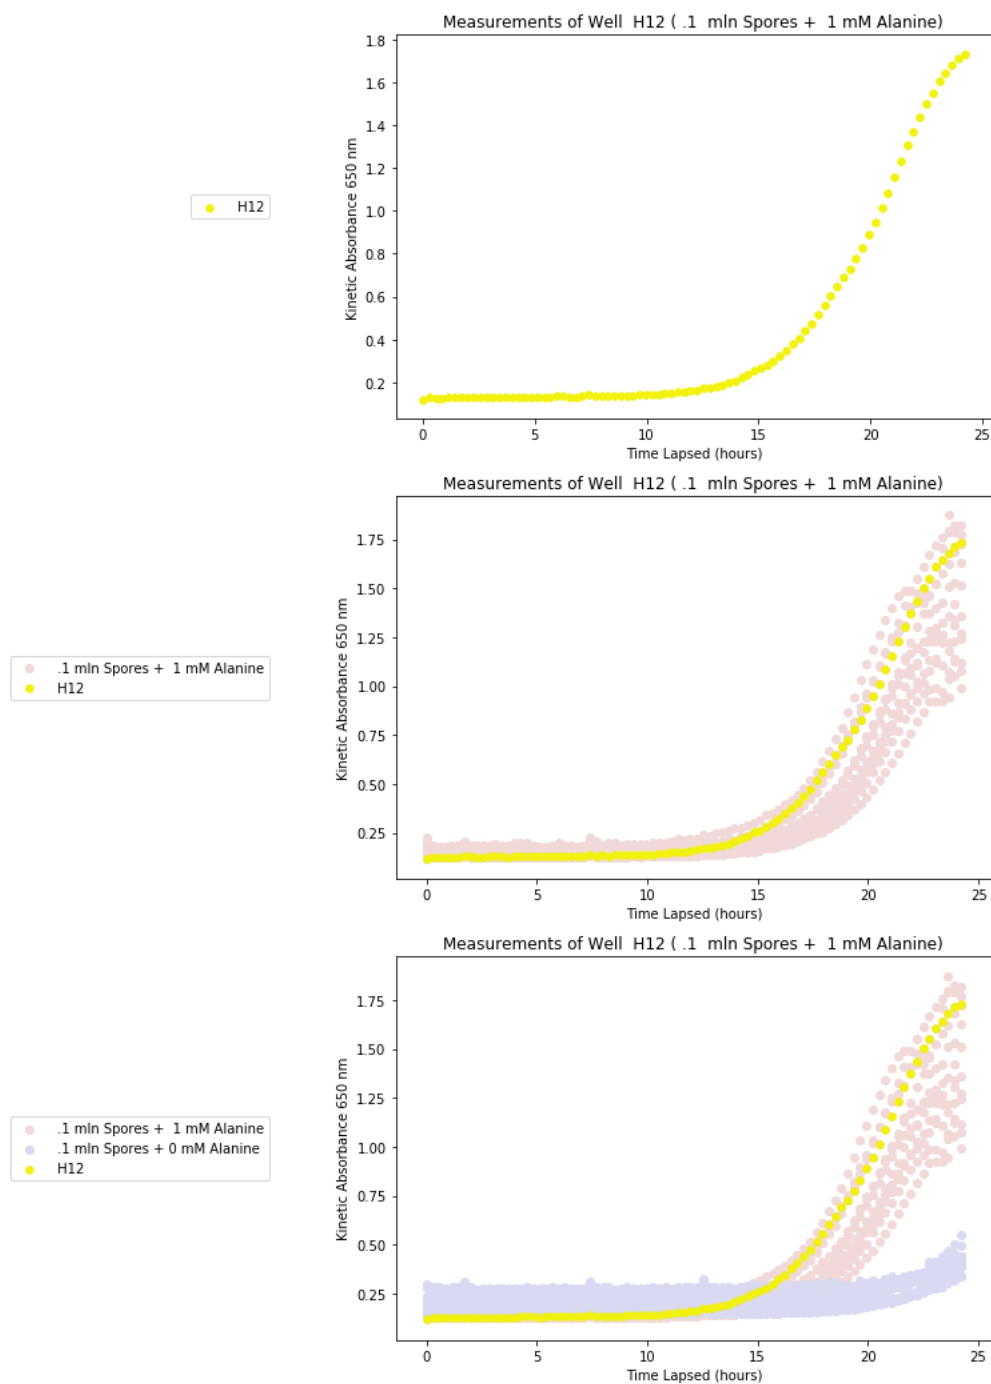 Measurements of Well  H12 ( .1  mln Spores +  1 mM Alanine)
1.8
1.6
1.4
1.2
1.0
0.8
0.6
0.4
0.2
Kinetic Absorbance 650 nm
H12
0 5 10 15 20 25
Time Lapsed (hours)
Measurements of Well  H12 ( .1  mln Spores +  1 mM Alanine)
1.75
1.50
1.25
1.00
0.75
0.50
0.25
Kinetic Absorbance 650 nm
.1 mln Spores +  1 mM Alanine
H12
0 5 10 15 20 25
Time Lapsed (hours)
Measurements of Well  H12 ( .1  mln Spores +  1 mM Alanine)
1.75
1.50
1.25
1.00
0.75
0.50
0.25
Kinetic Absorbance 650 nm
.1 mln Spores +  1 mM Alanine
.1 mln Spores + 0 mM Alanine
H12
0 5 10 15 20 25
Time Lapsed (hours)